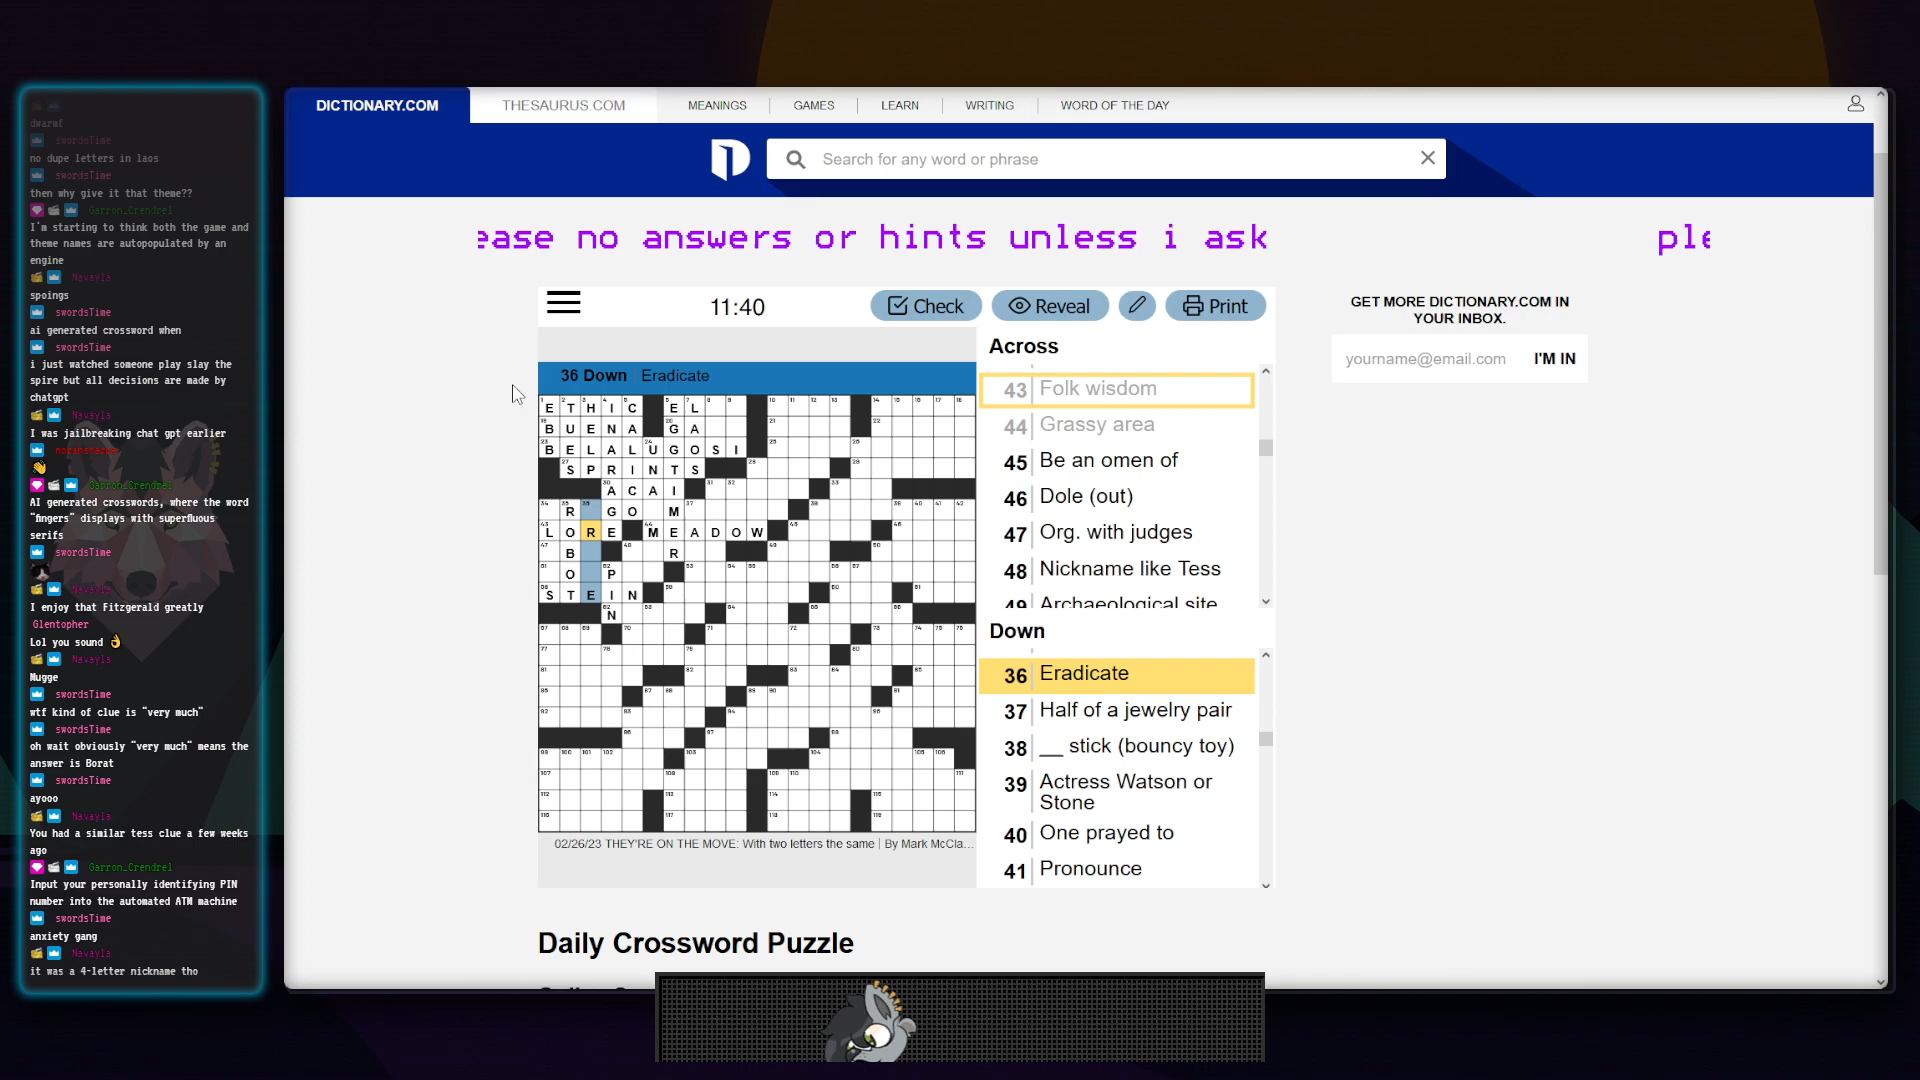 dwarmf
swordsTime
no dupe letters in laos
swordsTime
then why give it that theme??
Garron_Crendrel
I'm starting to think both the game and
theme names are autopopulated by an
engine
Navayla
spoings
swordsTime
ai generated crossword when
swordsTime
i just watched someone play slay the
spire but all decisions are made by
chatgpt
Navayla
I was jailbreaking chat gpt earlier
Garron_Crendrel
AI generated crosswords, where the word
"fingers" displays with superfluous
serifs
swordsTime
Navayla
I enjoy that Fitzgerald greatly
Glentopher
Lol you sound 👌
Navayla
Mugge
swordsTime
wtf kind of clue is "very much"
swordsTime
oh wait obviously "very much" means the
answer is Borat
swordsTime
ayooo
Navayla
You had a similar tess clue a few weeks
ago
Garron_Crendrel
Input your personally identifying PIN
number into the automated ATM machine
swordsTime
anxiety gang
Navayla
it was a 4-letter nickname tho
DICTIONARY.COM
THESAURUS.COM
MEANINGS
GAMES
LEARN
WRITING
WORD OF THE DAY
Search for any word or phrase
ease no answers or hints unless i ask
ple
11:40
Check
Reveal
Print
36 Down Eradicate
E T H I C E L
B U E N A G A
B E L A L U G O S I
S P R I N T S
A C A I
R G O M
L O R E M E A D O W
B R
O P
S T E I N
N
02/26/23 THEY'RE ON THE MOVE: With two letters the same | By Mark McCla...
Across
43 Folk wisdom
44 Grassy area
45 Be an omen of
46 Dole (out)
47 Org. with judges
48 Nickname like Tess
49 Archaeological site
Down
36 Eradicate
37 Half of a jewelry pair
38 __ stick (bouncy toy)
39 Actress Watson or
Stone
40 One prayed to
41 Pronounce
GET MORE DICTIONARY.COM IN
YOUR INBOX.
yourname@email.com
I'M IN
Daily Crossword Puzzle